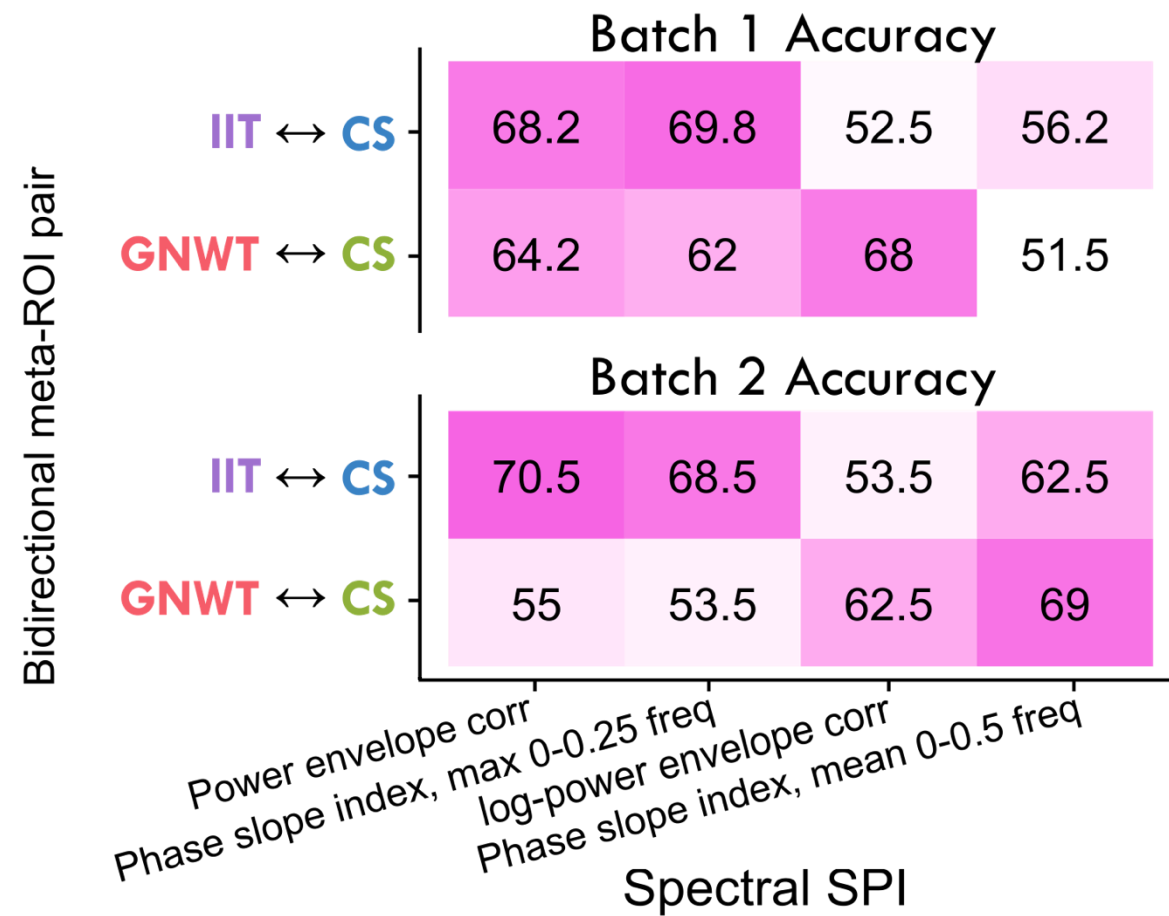 Batch 1 Accuracy
Bidirectional meta-ROI pair
IIT ↔ CS 68.2 69.8 52.5 56.2
GNWT ↔ CS 64.2 62 68 51.5
Batch 2 Accuracy
IIT ↔ CS 70.5 68.5 53.5 62.5
GNWT ↔ CS 55 53.5 62.5 69
Power envelope corr
Phase slope index, max 0-0.25 freq
log-power envelope corr
Phase slope index, mean 0-0.5 freq
Spectral SPI